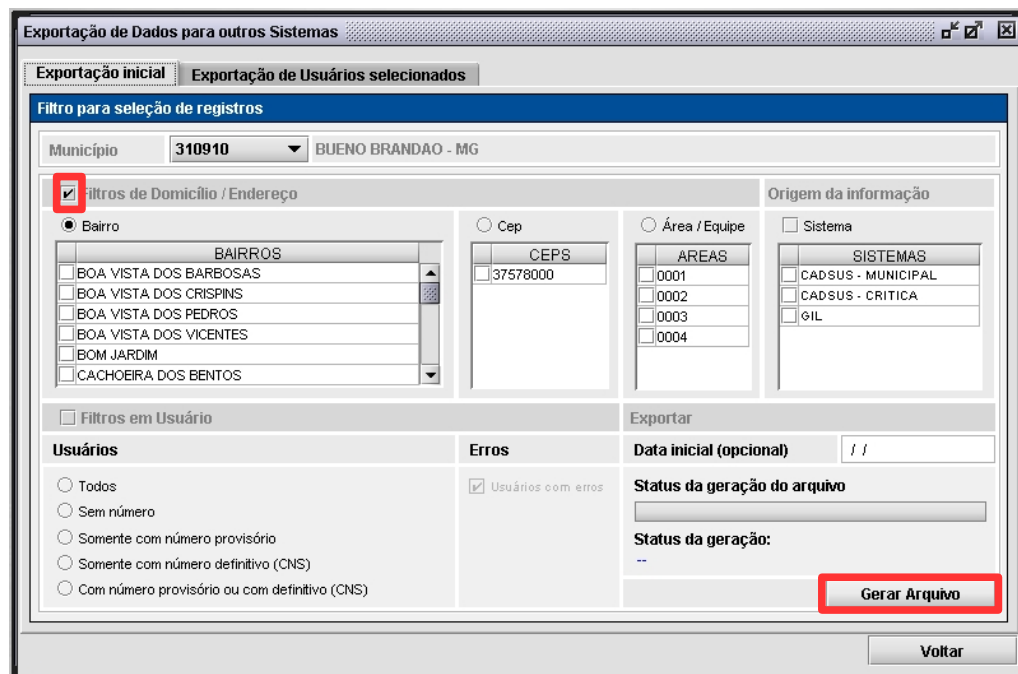 Exportação de Dados para outros Sistemas
Exportação inicial Exportação de Usuários selecionados
Filtro para seleção de registros
Município 310910 BUENO BRANDAO - MG
Filtros de Domicílio / Endereço Origem da informação
Bairro Cep Área / Equipe Sistema
BAIRROS CEPS AREAS SISTEMAS
BOA VISTA DOS BARBOSAS 37578000 0001 CADSUS - MUNICIPAL
BOA VISTA DOS CRISPINS 0002 CADSUS - CRITICA
BOA VISTA DOS PEDROS 0003 GIL
BOA VISTA DOS VICENTES 0004
BOM JARDIM
CACHOEIRA DOS BENTOS
Filtros em Usuário Exportar
Usuários Erros Data inicial (opcional) / /
Todos Usuários com erros Status da geração do arquivo
Sem número
Somente com número provisório Status da geração:
Somente com número definitivo (CNS) --
Com número provisório ou com definitivo (CNS) Gerar Arquivo
Voltar